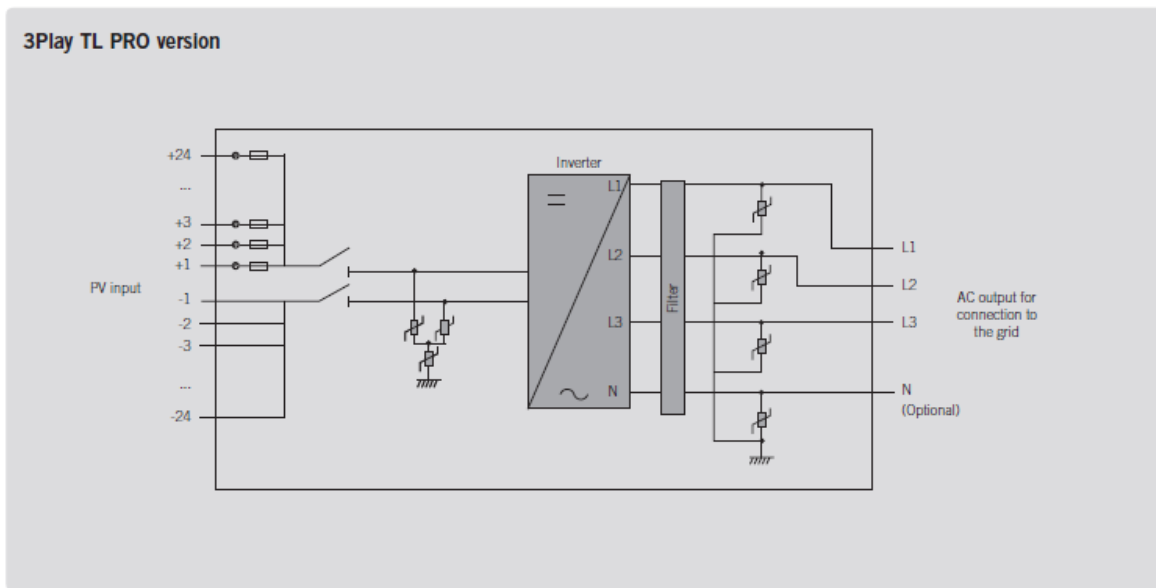 3Play TL PRO version
Inverter
+24
...
+3
+2
+1
PV input
-1
-2
-3
...
-24
L1
L2
L3
N
Filter
L1
L2
L3
N
(Optional)
AC output for
connection to
the grid